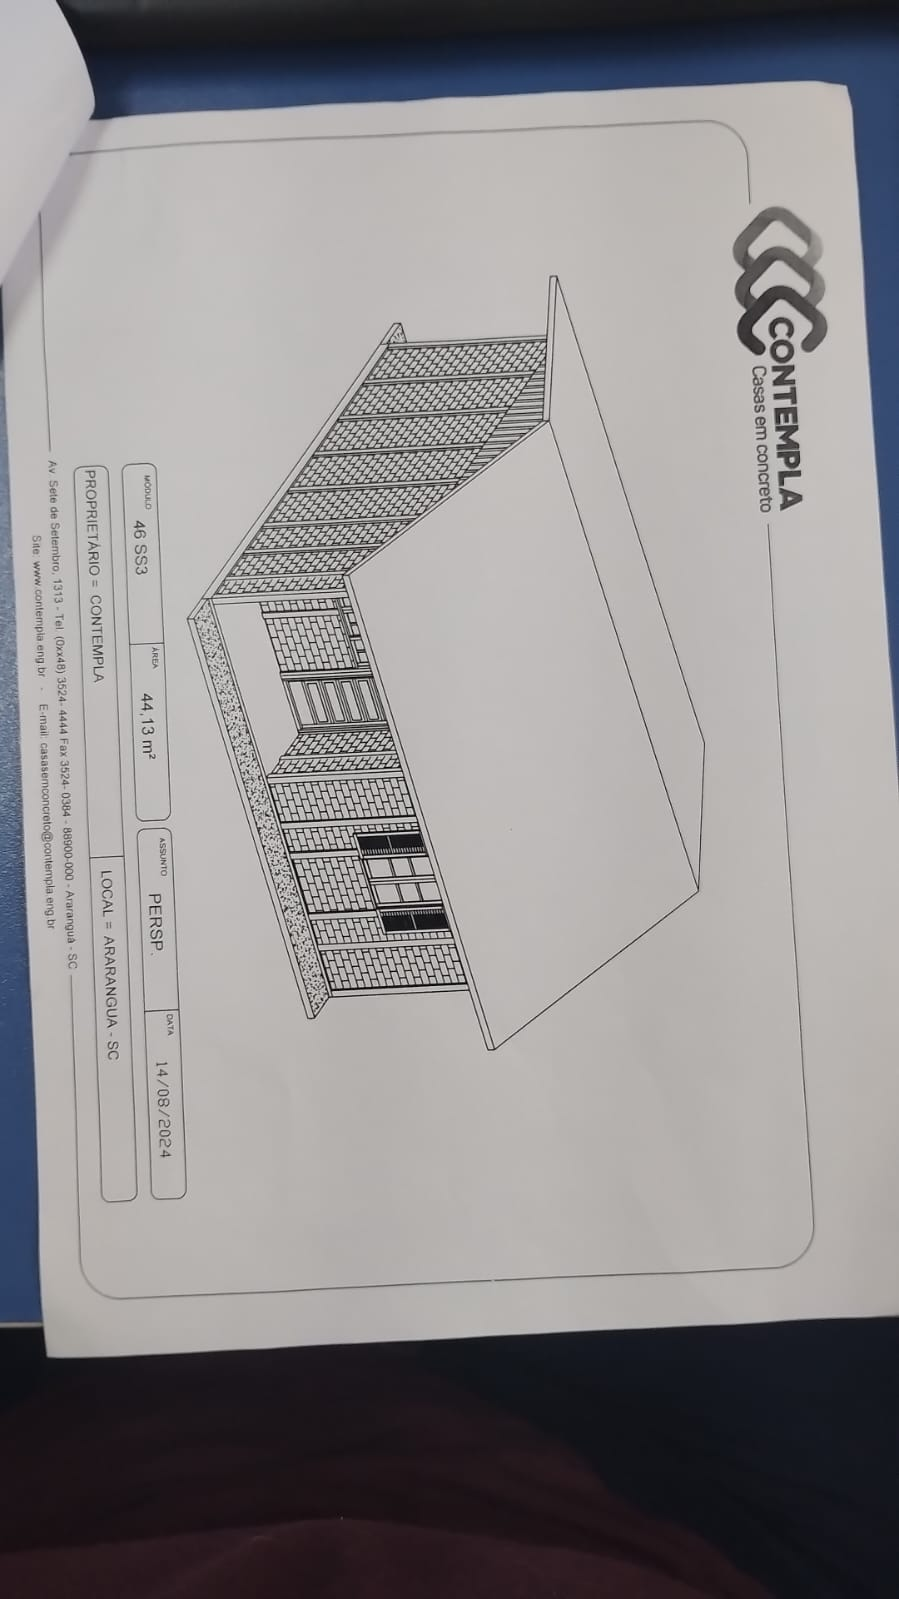 CONTEMPLA
Casas em concreto
MÓDULO
46 SS3
ÁREA
44,13 m²
ASSUNTO
PERSP.
DATA
14/08/2024
PROPRIETÁRIO = CONTEMPLA
LOCAL = ARARANGUA - SC
Av. Sete de Setembro, 1313 - Tel. (0xx48) 3524- 4444 Fax 3524- 0384 - 88900-000 - Araranguá - SC
Site: www.contempla.eng.br - E-mail: casasemconcreto@contempla.eng.br